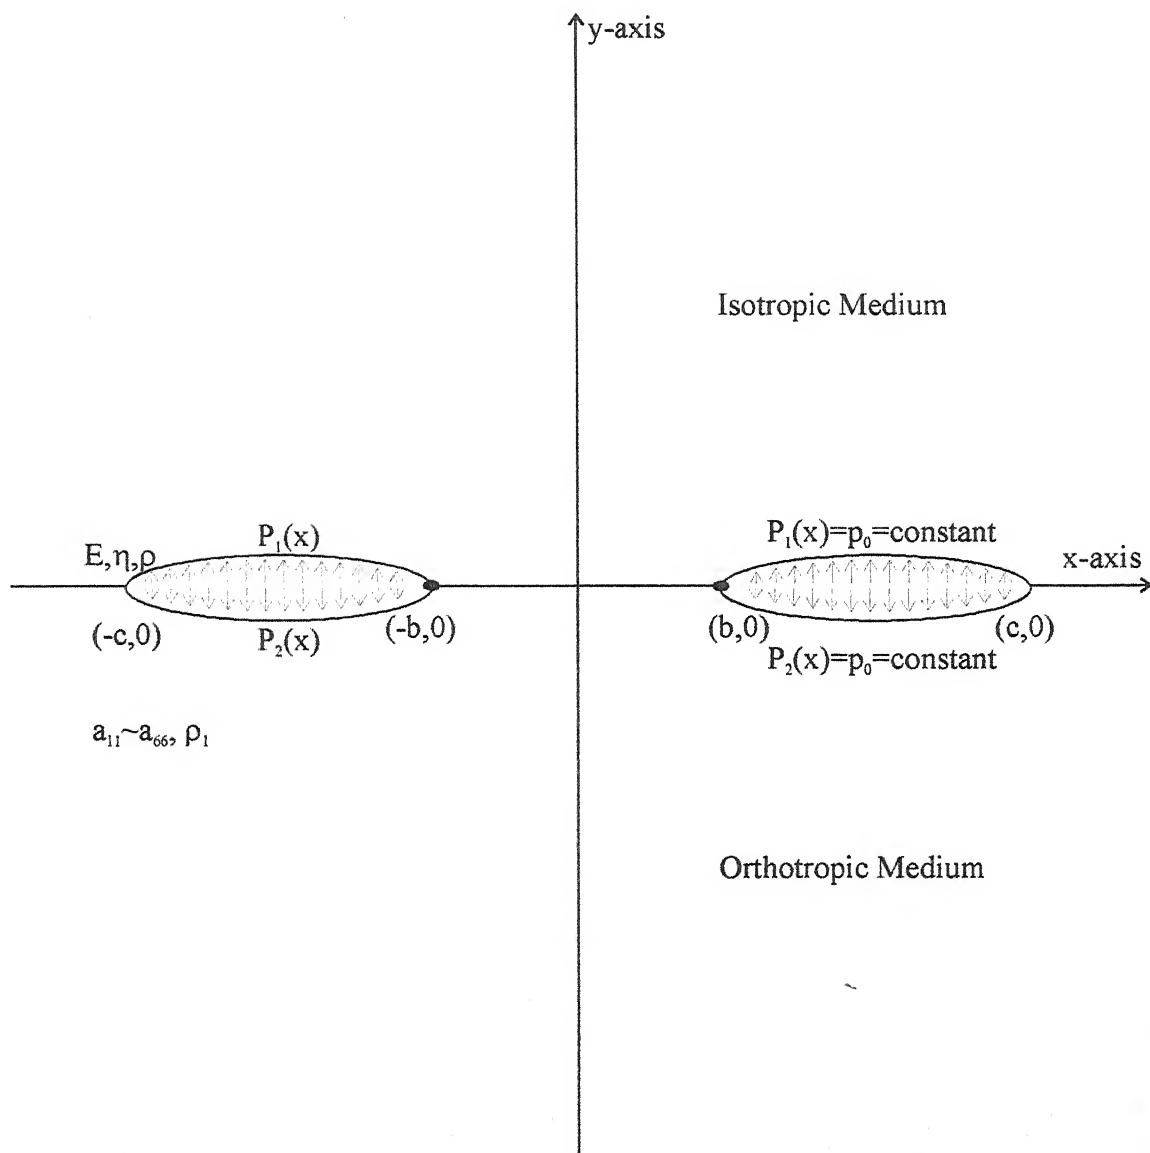 y-axis
Isotropic Medium
P₁(x)
P₁(x)=p₀=constant
E,η,ρ
x-axis
(-c,0)
P₂(x)
(-b,0)
(b,0)
(c,0)
P₂(x)=p₀=constant
a₁₁~a₆₆, ρ₁
Orthotropic Medium